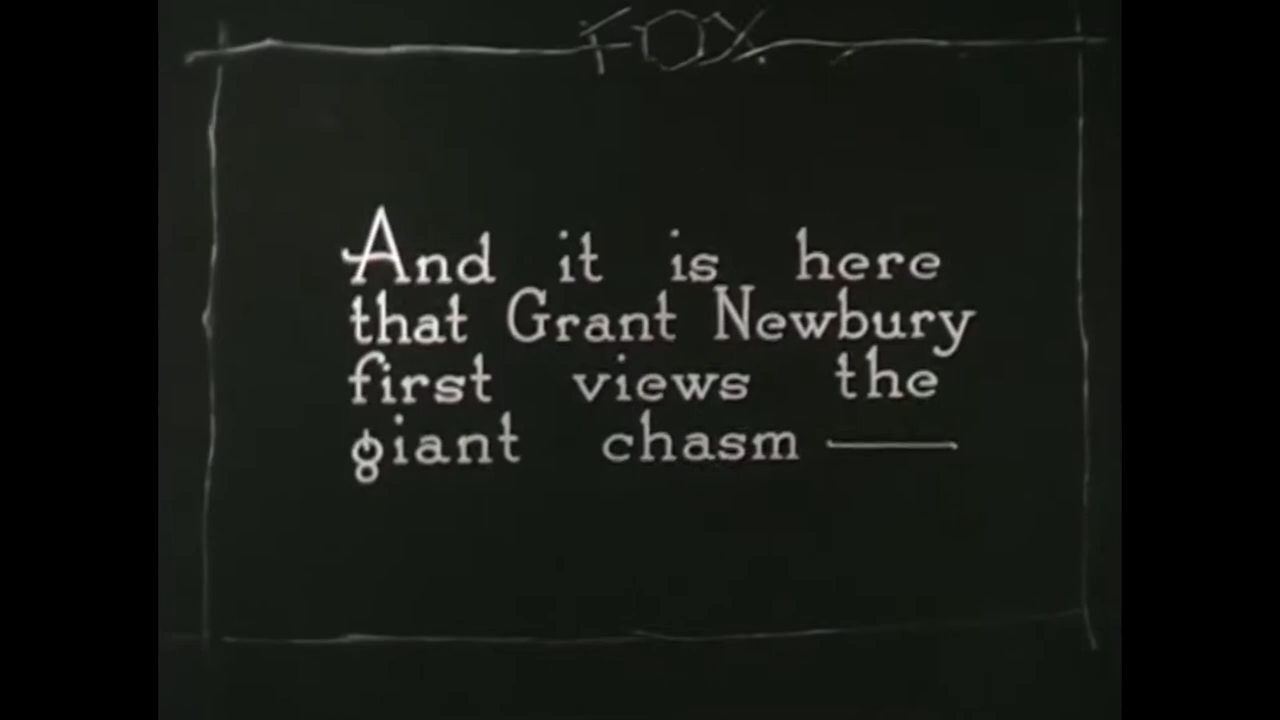 FOX
And it is here
that Grant Newbury
first views the
giant chasm —